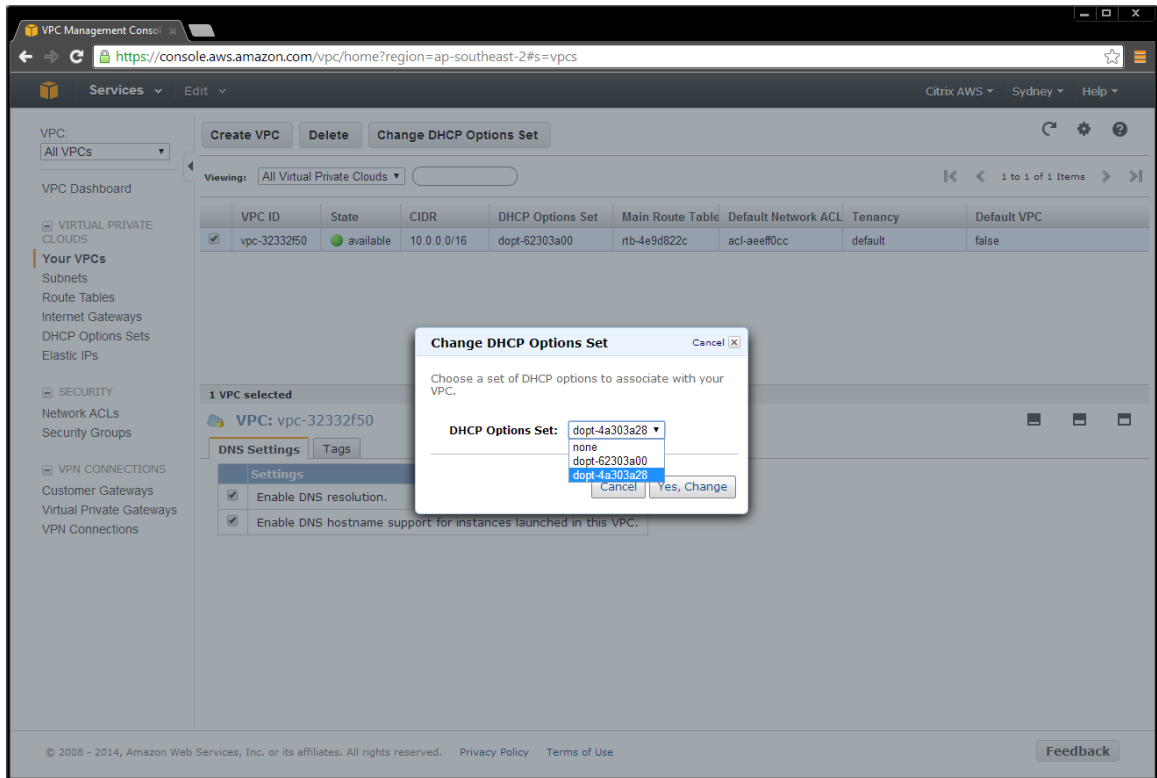 VPC Management Consol
https://console.aws.amazon.com/vpc/home?region=ap-southeast-2#s=vpcs
Services Edit Citrix AWS Sydney Help
VPC:
All VPCs
VPC Dashboard
VIRTUAL PRIVATE
CLOUDS
Your VPCs
Subnets
Route Tables
Internet Gateways
DHCP Options Sets
Elastic IPs
SECURITY
Network ACLs
Security Groups
VPN CONNECTIONS
Customer Gateways
Virtual Private Gateways
VPN Connections
Create VPC Delete Change DHCP Options Set
Viewing: All Virtual Private Clouds 1 to 1 of 1 Items
VPC ID State CIDR DHCP Options Set Main Route Table Default Network ACL Tenancy Default VPC
vpc-32332f50 available 10.0.0.0/16 dopt-62303a00 rtb-4e9d822c acl-aeeff0cc default false
Change DHCP Options Set Cancel
Choose a set of DHCP options to associate with your
VPC.
DHCP Options Set: dopt-4a303a28
none
dopt-62303a00
dopt-4a303a28
Cancel Yes, Change
1 VPC selected
VPC: vpc-32332f50
DNS Settings Tags
Settings
Enable DNS resolution.
Enable DNS hostname support for instances launched in this VPC.
© 2008 - 2014, Amazon Web Services, Inc. or its affiliates. All rights reserved. Privacy Policy Terms of Use
Feedback